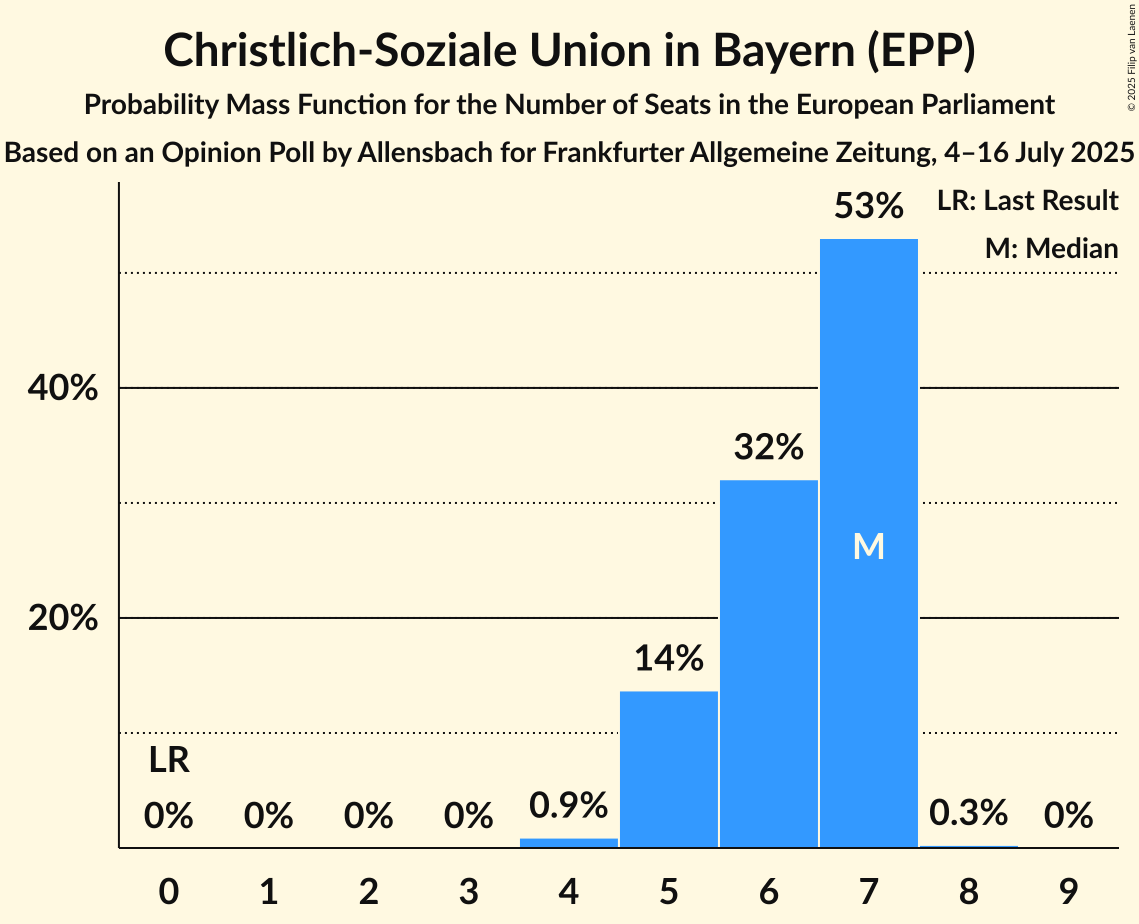 Christlich-Soziale Union in Bayern (EPP)
Probability Mass Function for the Number of Seats in the European Parliament
Based on an Opinion Poll by Allensbach for Frankfurter Allgemeine Zeitung, 4–16 July 2025
© 2025 Filip van Laenen
LR: Last Result
M: Median
53%
40%
32%
M
20%
14%
LR
0% 0% 0% 0% 0.9% 0.3% 0%
0 1 2 3 4 5 6 7 8 9